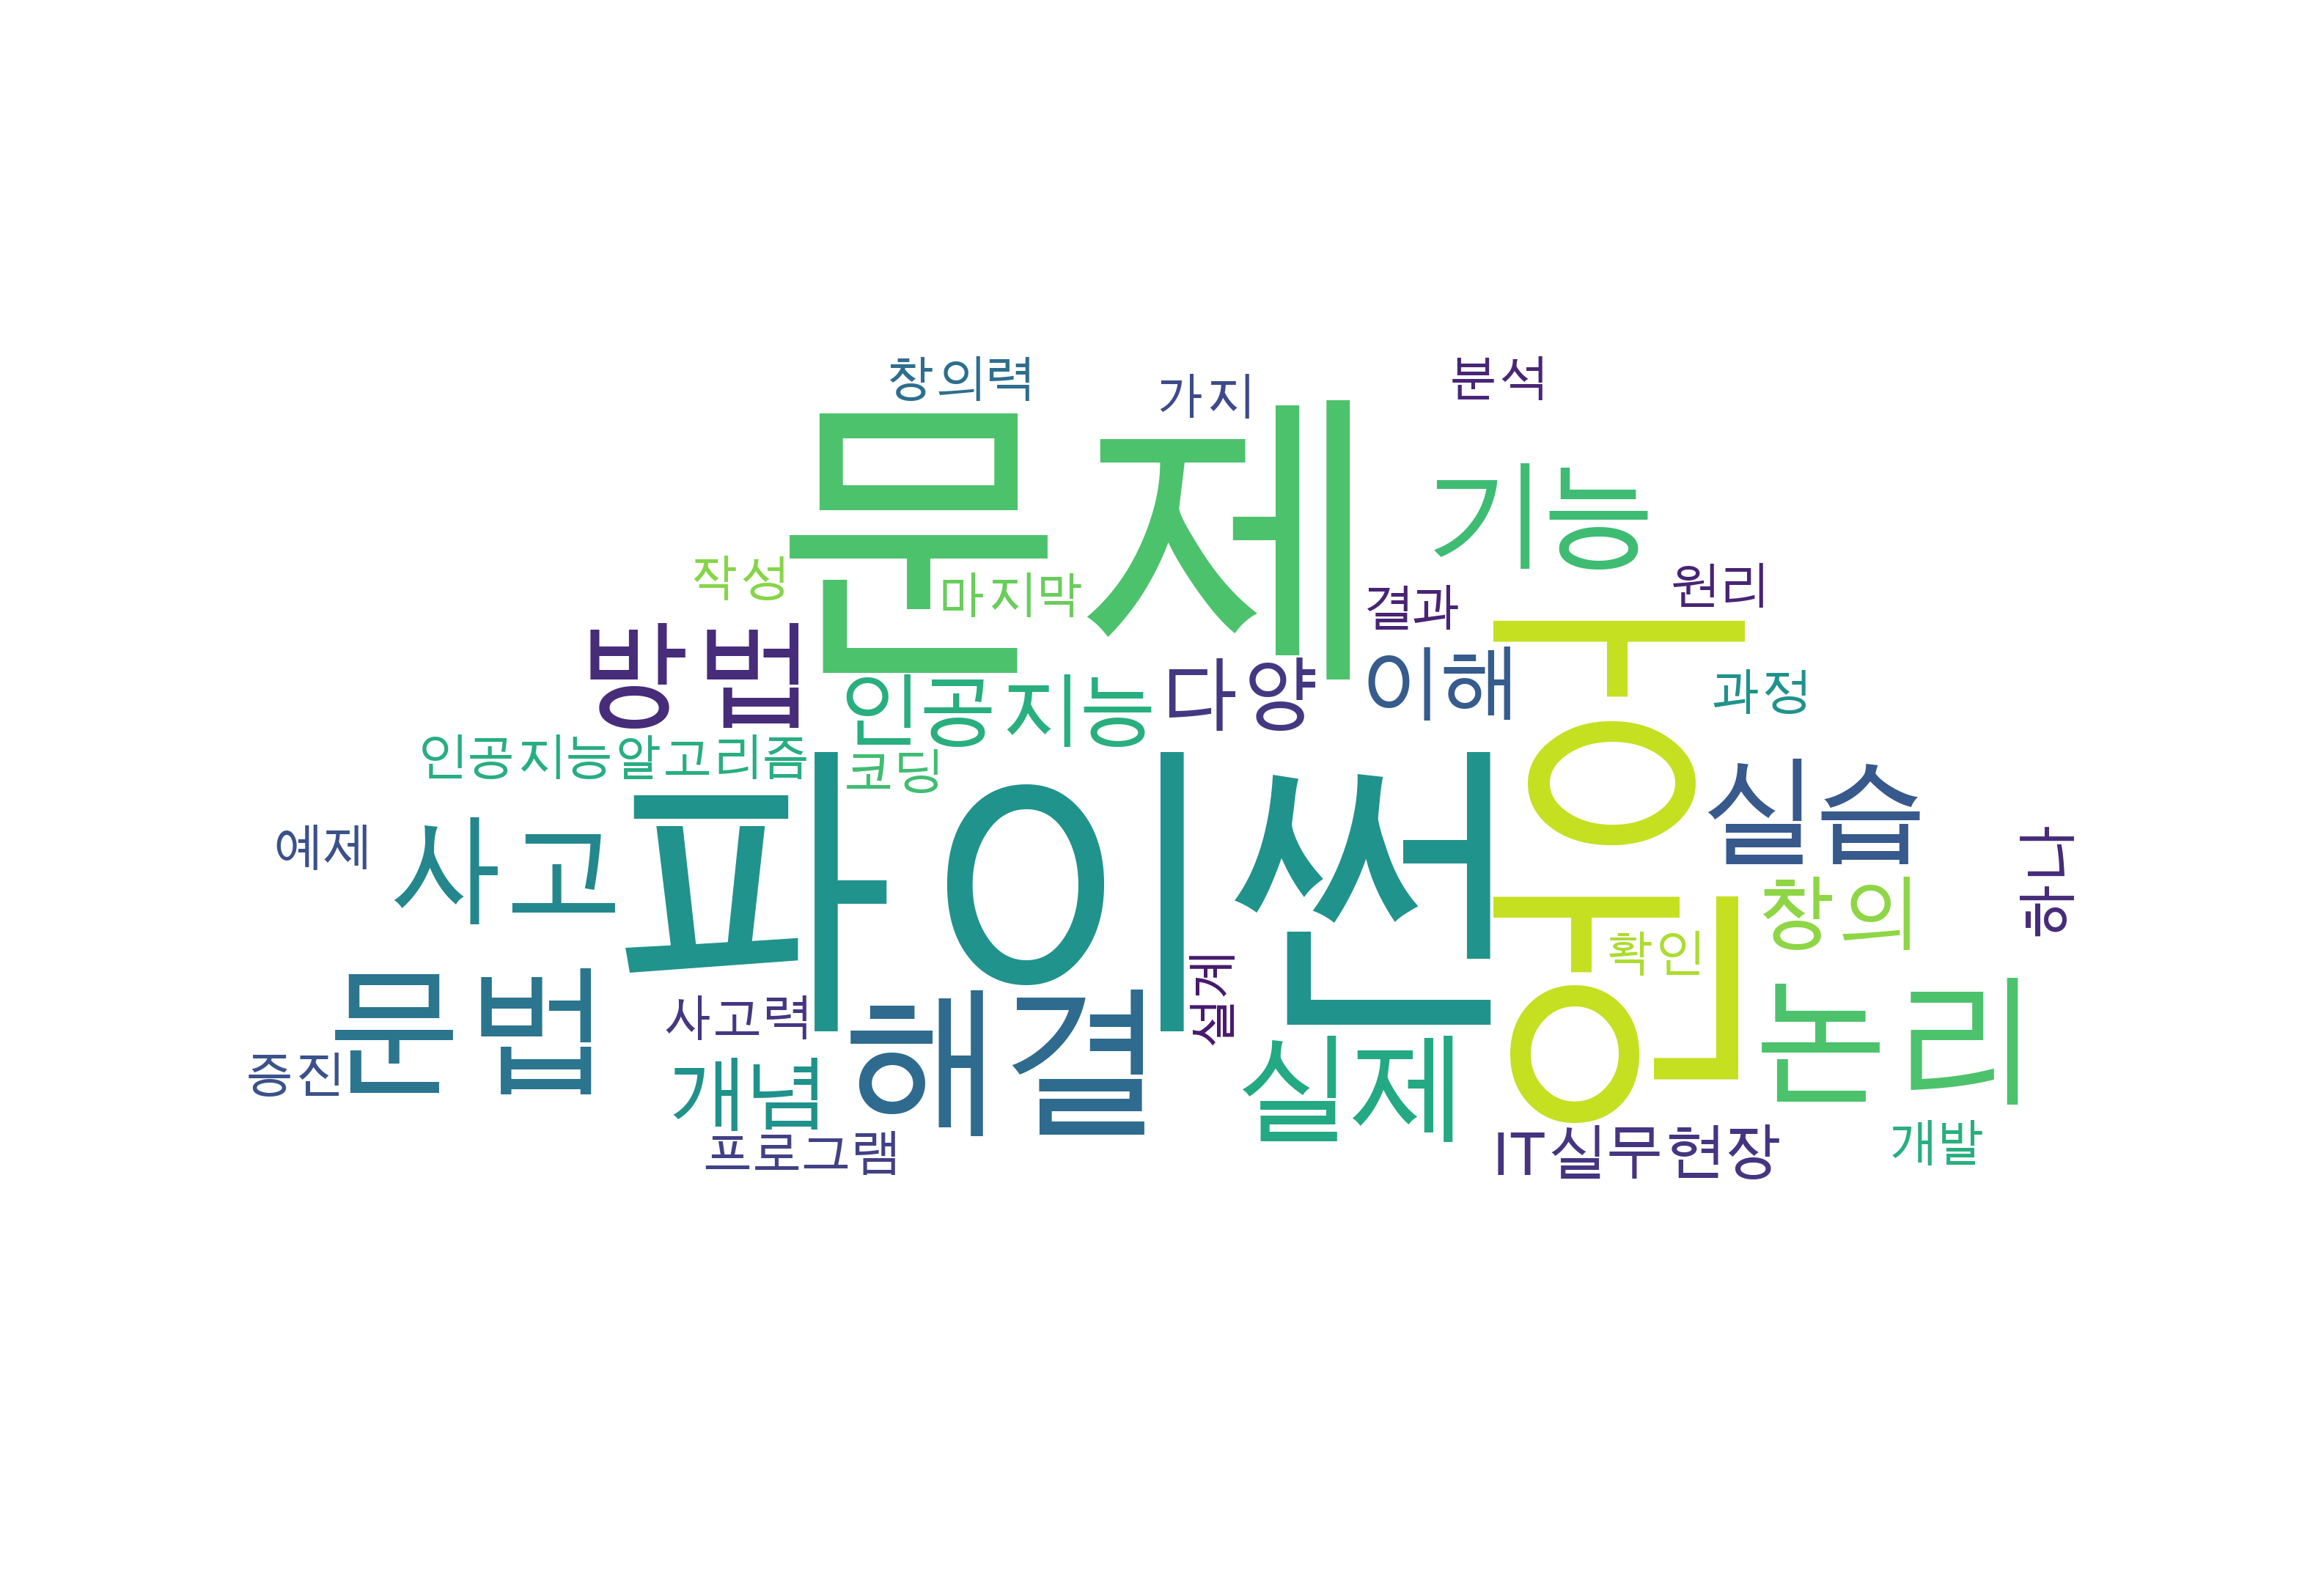 창의력
가지
분석
문제
기능
작성
마지막
결과
원리
방법
인공지능
다양
이해
언어
과정
인공지능알고리즘
코딩
파이썬
실습
예제
사고
하나
창의
확인
문법
사고력
해결
설계
논리
증진
개념
실제
프로그램
IT실무현장
개발